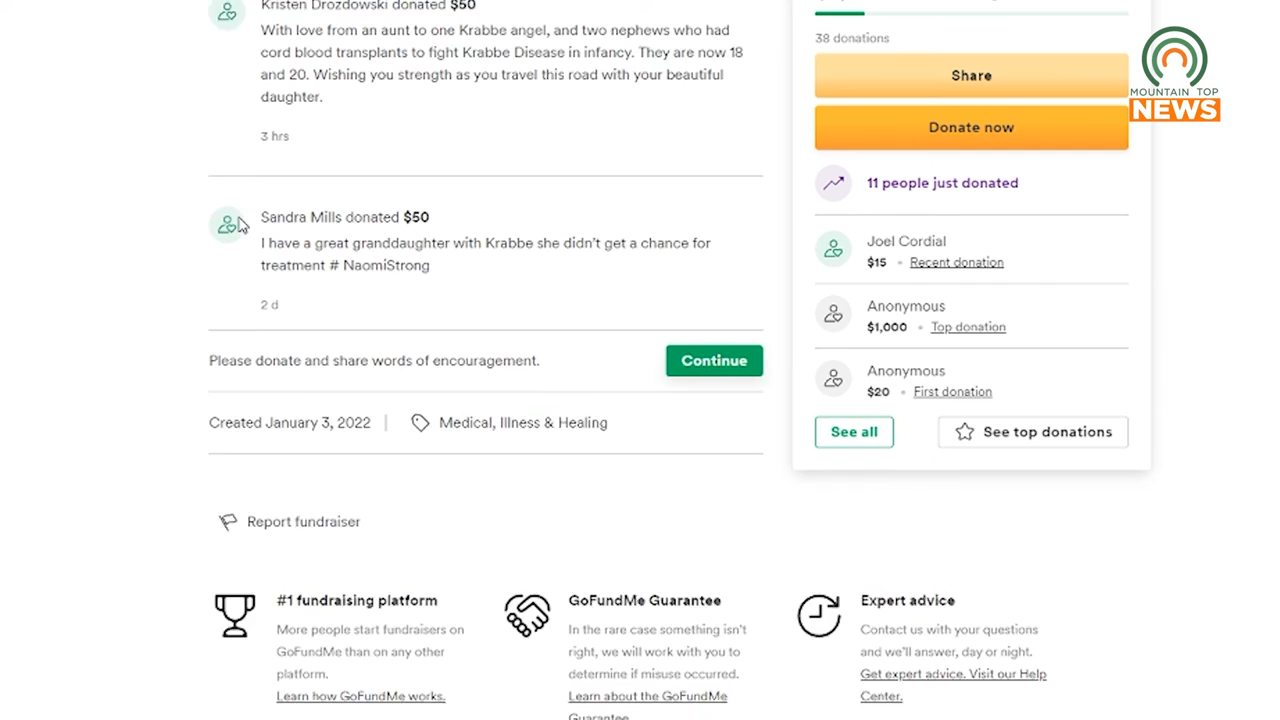 Kristen Drozdowski donated $50
With love from an aunt to one Krabbe angel, and two nephews who had
cord blood transplants to fight Krabbe Disease in infancy. They are now 18
and 20. Wishing you strength as you travel this road with your beautiful
daughter.
3 hrs
Sandra Mills donated $50
I have a great granddaughter with Krabbe she didn't get a chance for
treatment # NaomiStrong
2 d
Please donate and share words of encouragement.
Continue
Created January 3, 2022
Medical, Illness & Healing
Report fundraiser
38 donations
Share
Donate now
11 people just donated
Joel Cordial
$15 • Recent donation
Anonymous
$1,000 • Top donation
Anonymous
$20 • First donation
See all
See top donations
MOUNTAIN TOP
NEWS
#1 fundraising platform
More people start fundraisers on
GoFundMe than on any other
platform.
Learn how GoFundMe works.
GoFundMe Guarantee
In the rare case something isn't
right, we will work with you to
determine if misuse occurred.
Learn about the GoFundMe
Guarantee.
Expert advice
Contact us with your questions
and we'll answer, day or night.
Get expert advice. Visit our Help
Center.